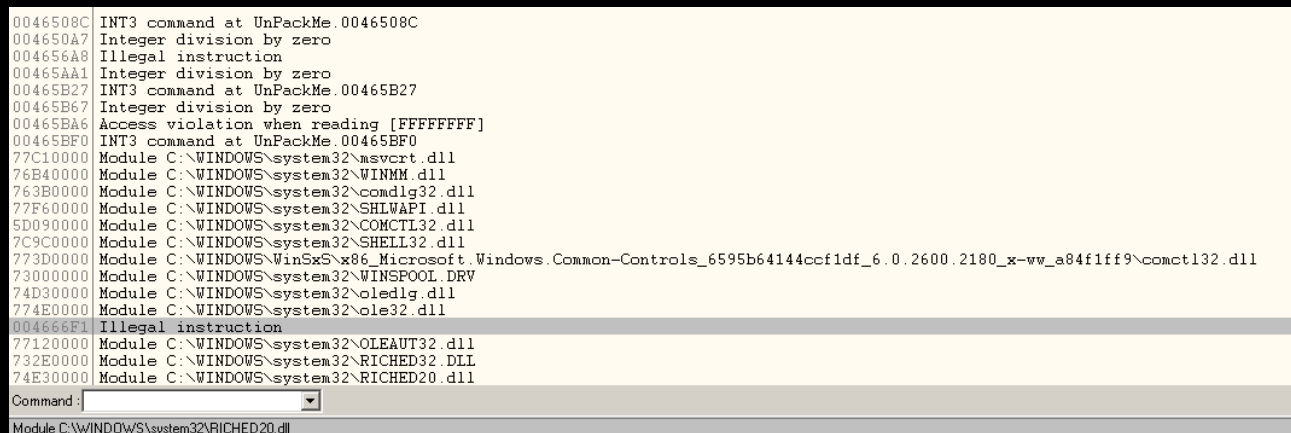 0046508C INT3 command at UnPackMe.0046508C
004650A7 Integer division by zero
004656A8 Illegal instruction
00465AA1 Integer division by zero
00465B27 INT3 command at UnPackMe.00465B27
00465B67 Integer division by zero
00465BA6 Access violation when reading [FFFFFFFF]
00465BF0 INT3 command at UnPackMe.00465BF0
77C10000 Module C:\WINDOWS\system32\msvcrt.dll
76B40000 Module C:\WINDOWS\system32\WINMM.dll
763B0000 Module C:\WINDOWS\system32\comdlg32.dll
77F60000 Module C:\WINDOWS\system32\SHLWAPI.dll
5D090000 Module C:\WINDOWS\system32\COMCTL32.dll
7C9C0000 Module C:\WINDOWS\system32\SHELL32.dll
773D0000 Module C:\WINDOWS\WinSxS\x86_Microsoft.Windows.Common-Controls_6595b64144ccf1df_6.0.2600.2180_x-ww_a84f1ff9\comctl32.dll
73000000 Module C:\WINDOWS\system32\WINSPOOL.DRV
74D30000 Module C:\WINDOWS\system32\oledlg.dll
774E0000 Module C:\WINDOWS\system32\ole32.dll
004666F1 Illegal instruction
77120000 Module C:\WINDOWS\system32\OLEAUT32.dll
732E0000 Module C:\WINDOWS\system32\RICHED32.DLL
74E30000 Module C:\WINDOWS\system32\RICHED20.dll
Command :
Module C:\WINDOWS\system32\RICHED20.dll